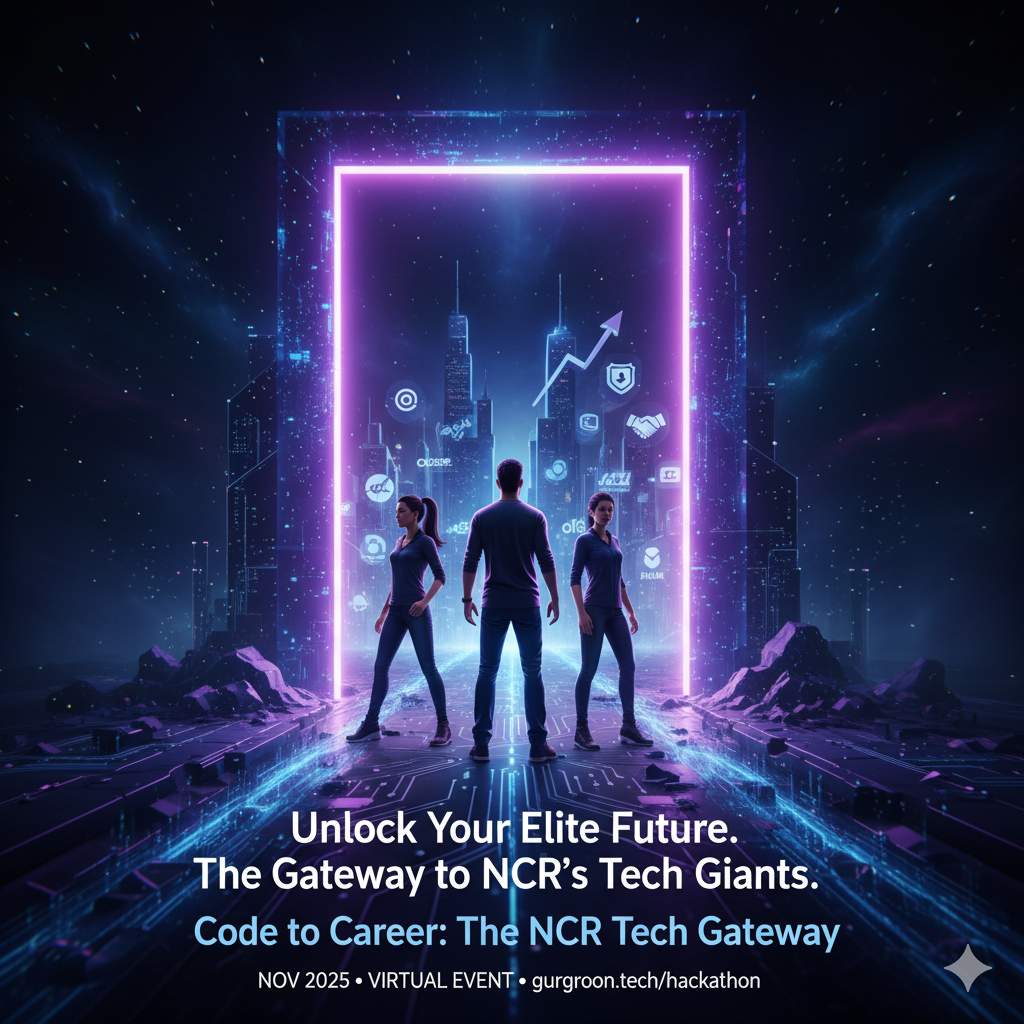 Unlock Your Elite Future.
The Gateway to NCR's Tech Giants.
Code to Career: The NCR Tech Gateway
NOV 2025 • VIRTUAL EVENT • gurgroon.tech/hackathon